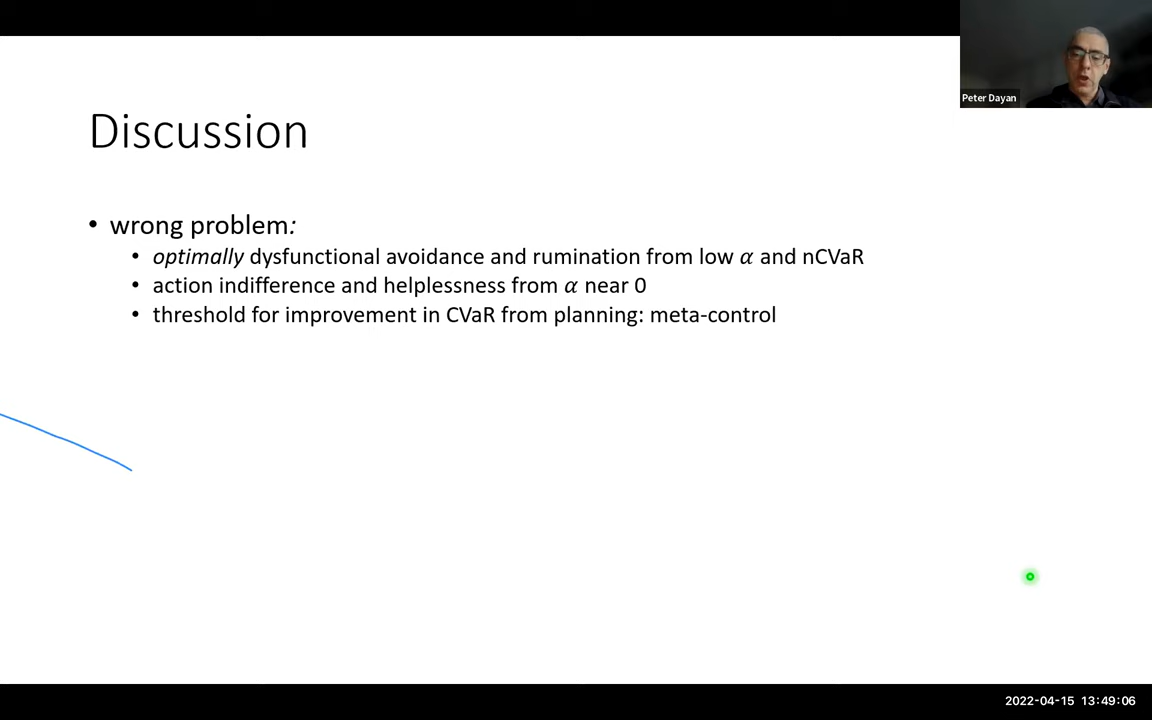 Peter Dayan
Discussion
• wrong problem:
• optimally dysfunctional avoidance and rumination from low α and nCVaR
• action indifference and helplessness from α near 0
• threshold for improvement in CVaR from planning: meta-control
2022-04-15 13:49:06